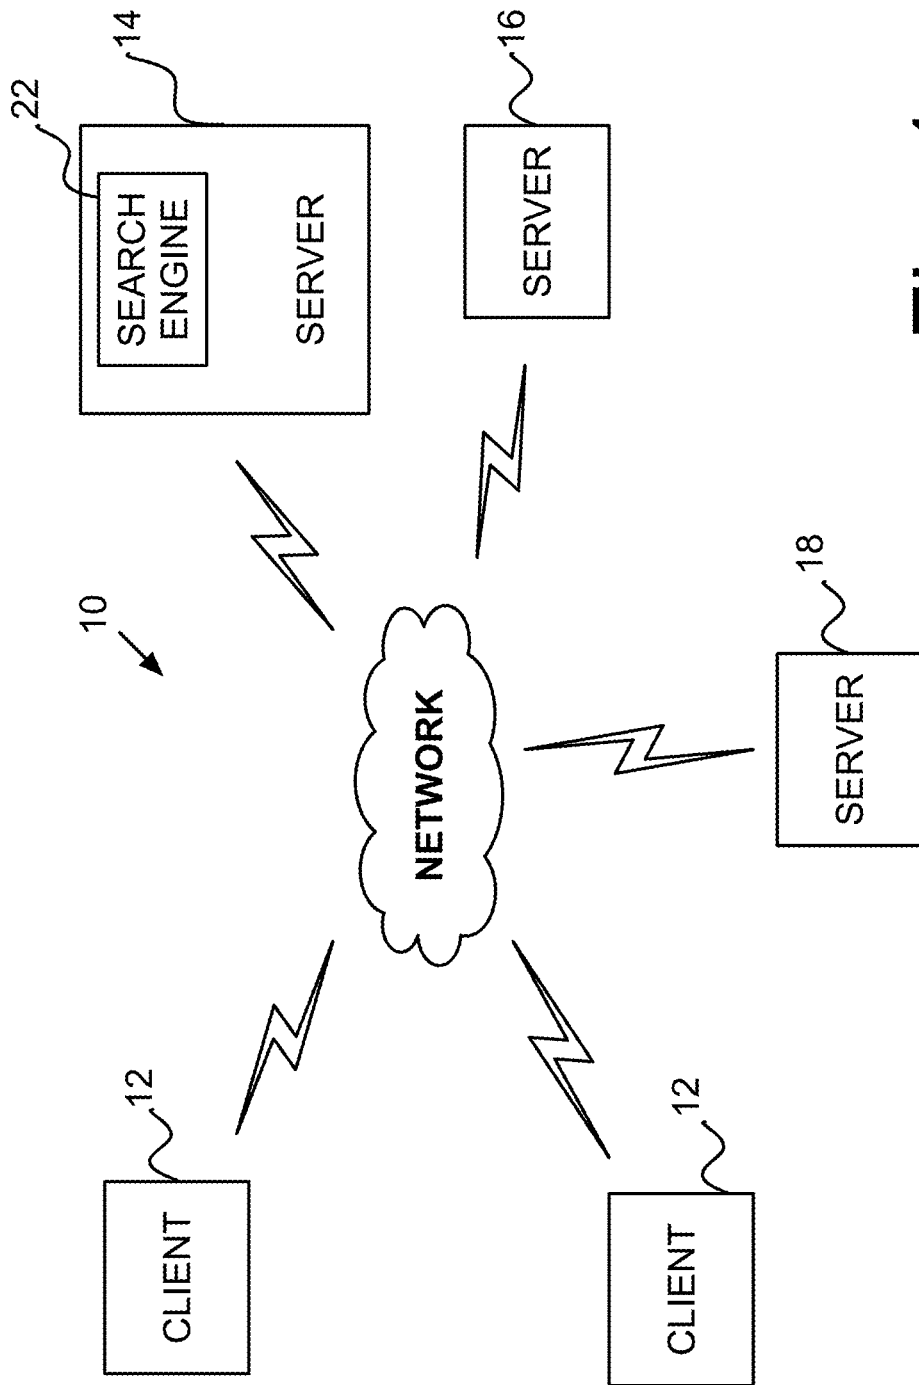 22
10
14
12
SEARCH
ENGINE
CLIENT
SERVER
NETWORK
16
SERVER
12
CLIENT
18
SERVER